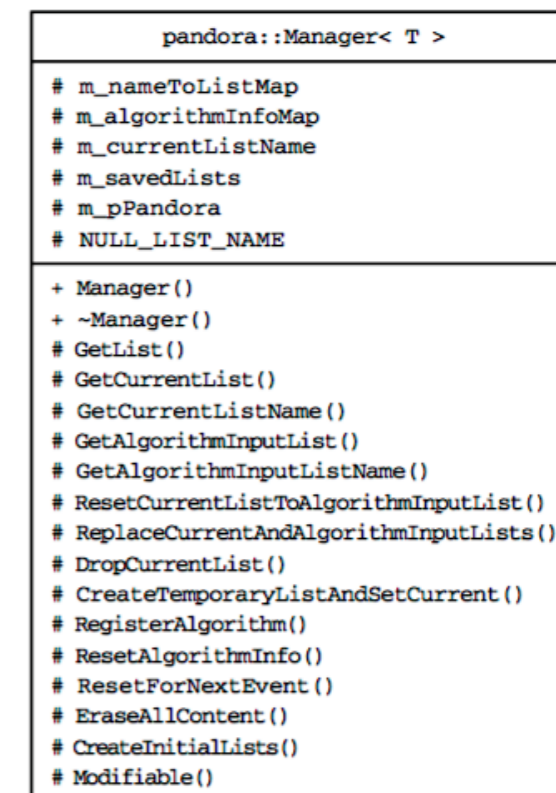 pandora::Manager< T >
# m_nameToListMap
# m_algorithmInfoMap
# m_currentListName
# m_savedLists
# m_pPandora
# NULL_LIST_NAME
+ Manager()
+ ~Manager()
# GetList()
# GetCurrentList()
# GetCurrentListName()
# GetAlgorithmInputList()
# GetAlgorithmInputListName()
# ResetCurrentListToAlgorithmInputList()
# ReplaceCurrentAndAlgorithmInputLists()
# DropCurrentList()
# CreateTemporaryListAndSetCurrent()
# RegisterAlgorithm()
# ResetAlgorithmInfo()
# ResetForNextEvent()
# EraseAllContent()
# CreateInitialLists()
# Modifiable()